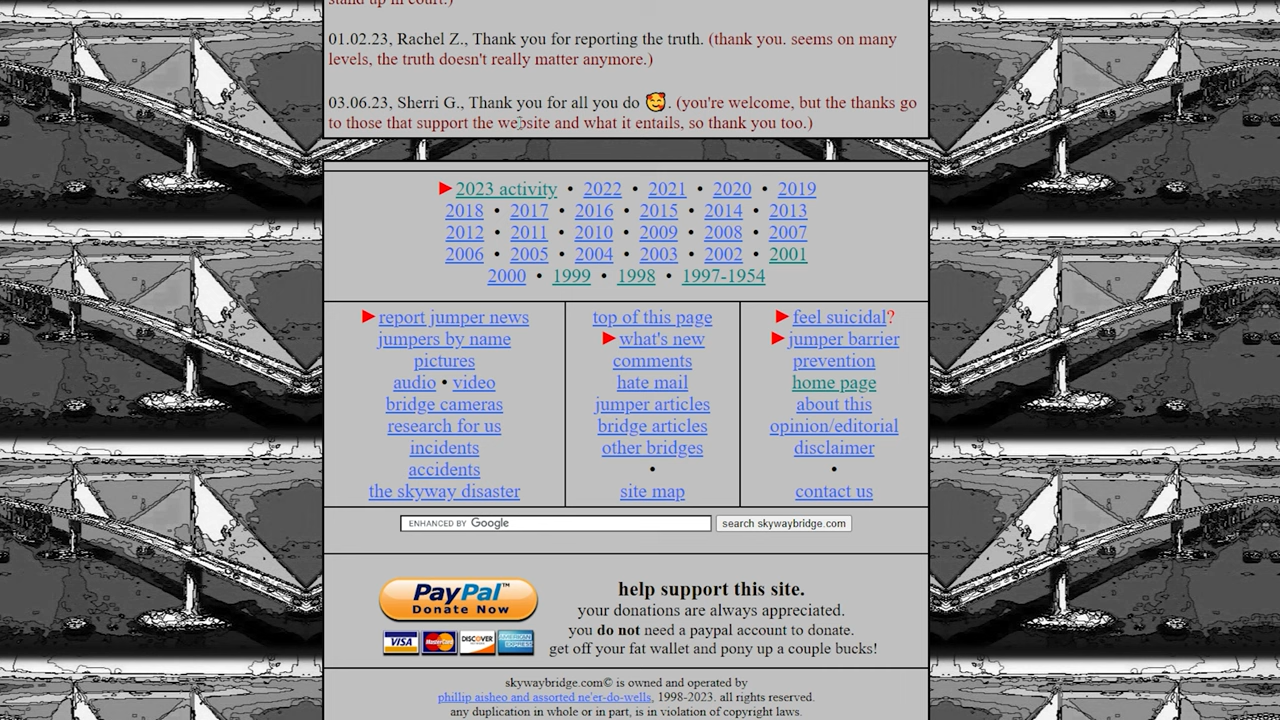 stand up in court.)
01.02.23, Rachel Z., Thank you for reporting the truth. (thank you. seems on many
levels, the truth doesn't really matter anymore.)
03.06.23, Sherri G., Thank you for all you do 🥰. (you're welcome, but the thanks go
to those that support the website and what it entails, so thank you too.)
►2023 activity • 2022 • 2021 • 2020 • 2019
2018 • 2017 • 2016 • 2015 • 2014 • 2013
2012 • 2011 • 2010 • 2009 • 2008 • 2007
2006 • 2005 • 2004 • 2003 • 2002 • 2001
2000 • 1999 • 1998 • 1997-1954
►report jumper news
jumpers by name
pictures
audio • video
bridge cameras
research for us
incidents
accidents
the skyway disaster
top of this page
►what's new
comments
hate mail
jumper articles
bridge articles
other bridges
•
site map
►feel suicidal?
►jumper barrier
prevention
home page
about this
opinion/editorial
disclaimer
•
contact us
ENHANCED BY Google
search skywaybridge.com
PayPal™
Donate Now
VISA MasterCard DISCOVER AMERICAN EXPRESS
help support this site.
your donations are always appreciated.
you do not need a paypal account to donate.
get off your fat wallet and pony up a couple bucks!
skywaybridge.com© is owned and operated by
phillip aisheo and assorted ne'er-do-wells, 1998-2023. all rights reserved.
any duplication in whole or in part, is in violation of copyright laws.